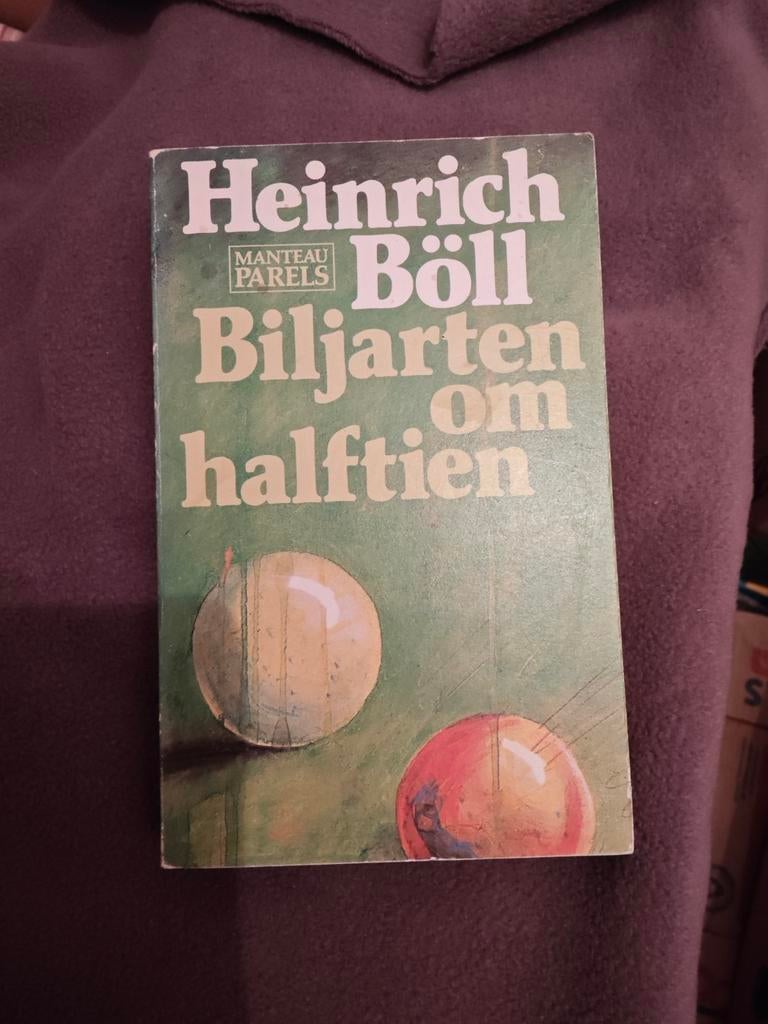 Heinrich
MANTEAU
PARELS
Böll
Biljarten
om
halftien
S